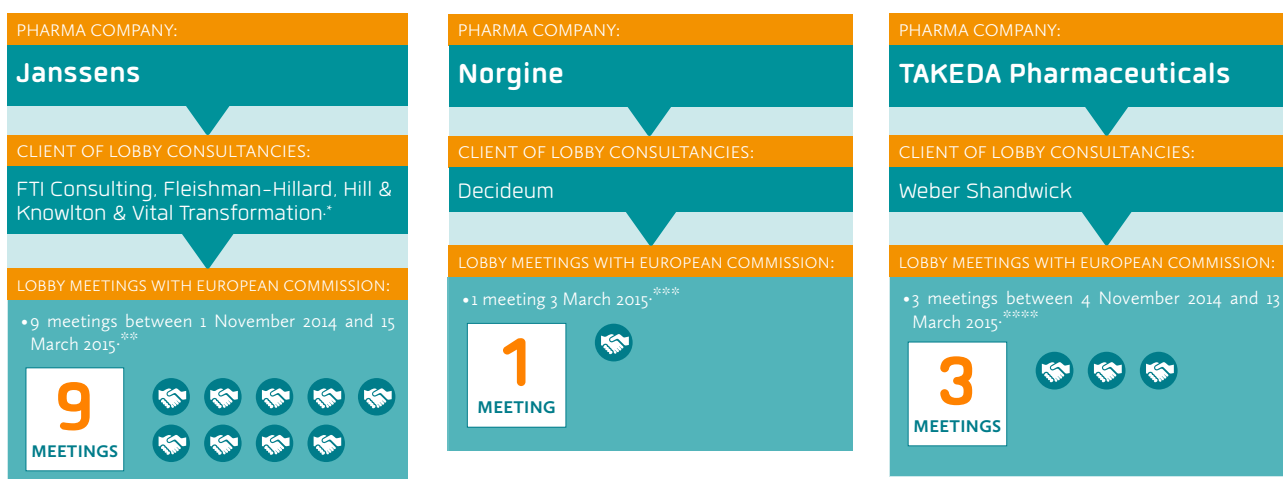 PHARMA COMPANY:
Janssens
CLIENT OF LOBBY CONSULTANCIES:
FTI Consulting, Fleishman-Hillard, Hill &
Knowlton & Vital Transformation.*
LOBBY MEETINGS WITH EUROPEAN COMMISSION:
•9 meetings between 1 November 2014 and 15
March 2015.**
9
MEETINGS
PHARMA COMPANY:
Norgine
CLIENT OF LOBBY CONSULTANCIES:
Decideum
LOBBY MEETINGS WITH EUROPEAN COMMISSION:
•1 meeting 3 March 2015.***
1
MEETING
PHARMA COMPANY:
TAKEDA Pharmaceuticals
CLIENT OF LOBBY CONSULTANCIES:
Weber Shandwick
LOBBY MEETINGS WITH EUROPEAN COMMISSION:
•3 meetings between 4 November 2014 and 13
March 2015.****
3
MEETINGS